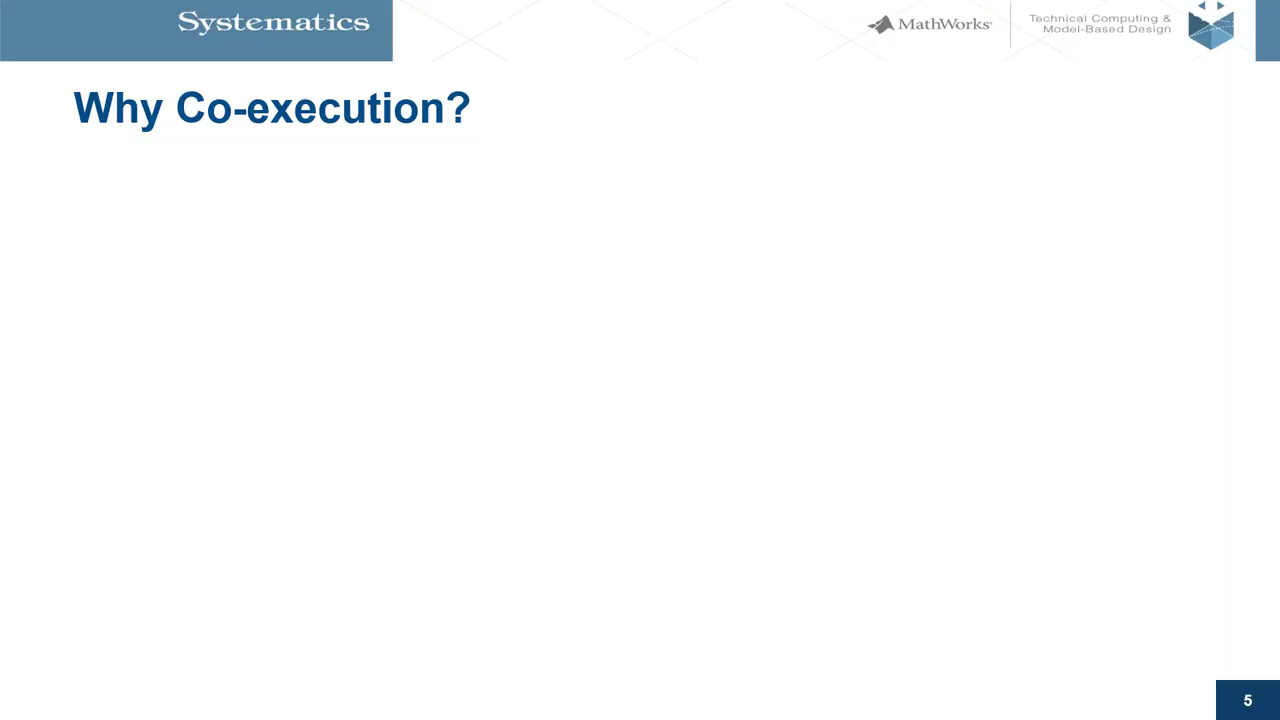 Systematics
MathWorks®
Technical Computing &
Model-Based Design
Why Co-execution?
5